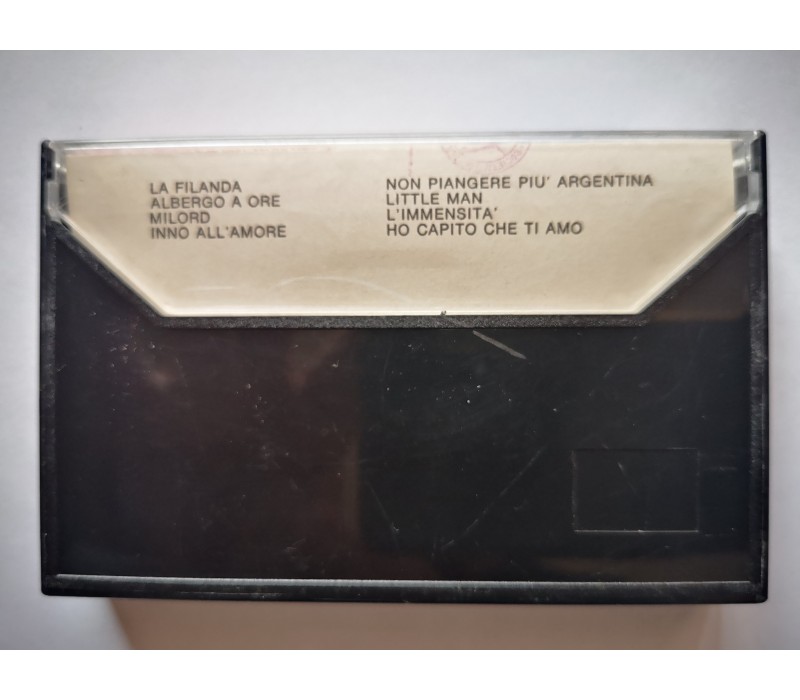 LA FILANDA
ALBERGO A ORE
MILORD
INNO ALL'AMORE
NON PIANGERE PIU' ARGENTINA
LITTLE MAN
L'IMMENSITA'
HO CAPITO CHE TI AMO